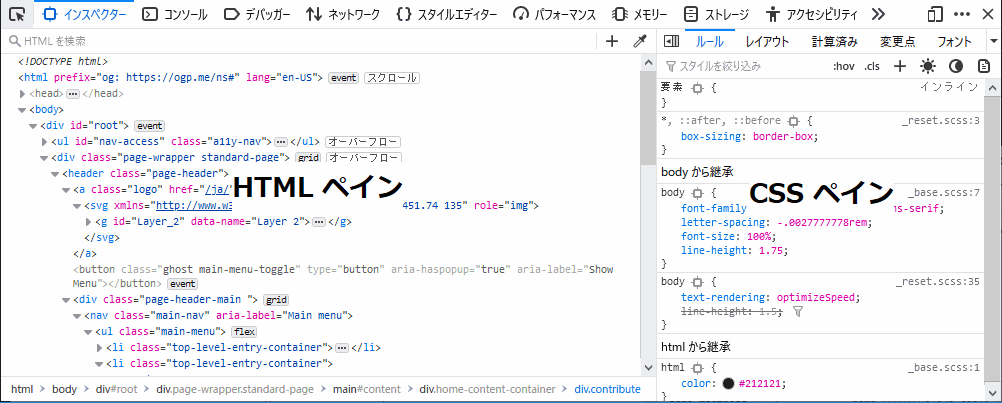 インスペクター コンソール デバッガー ネットワーク スタイルエディター パフォーマンス メモリー ストレージ アクセシビリティ
HTML を検索
<!DOCTYPE html>
<html prefix="og: https://ogp.me/ns#" lang="en-US"> event スクロール
<head> ••• </head>
<body>
<div id="root"> event
<ul id="nav-access" class="a11y-nav"> ••• </ul> オーバーフロー
<div class="page-wrapper standard-page"> grid オーバーフロー
<header class="page-header">
<a class="logo" href="/ja/"
<svg xmlns="http://www.w3 451.74 135" role="img">
<g id="Layer_2" data-name="Layer 2"> ••• </g>
</svg>
</a>
<button class="ghost main-menu-toggle" type="button" aria-haspopup="true" aria-label="Show
Menu"></button> event
<div class="page-header-main "> grid
<nav class="main-nav" aria-label="Main menu">
<ul class="main-menu"> flex
<li class="top-level-entry-container"> ••• </li>
<li class="top-level-entry-container">
HTML ペイン
html body div#root div.page-wrapper.standard-page main#content div.home-content-container div.contribute
ルール レイアウト 計算済み 変更点 フォント
スタイルを絞り込み :hov .cls
要素 { インライン
}
*, ::after, ::before { _reset.scss:3
box-sizing: border-box;
}
body から継承
body { _base.scss:7
font-family ns-serif;
letter-spacing: -.0027777778rem;
font-size: 100%;
line-height: 1.75;
}
CSS ペイン
body { _reset.scss:35
text-rendering: optimizeSpeed;
line-height: 1.5;
}
html から継承
html { _base.scss:1
color: #212121;